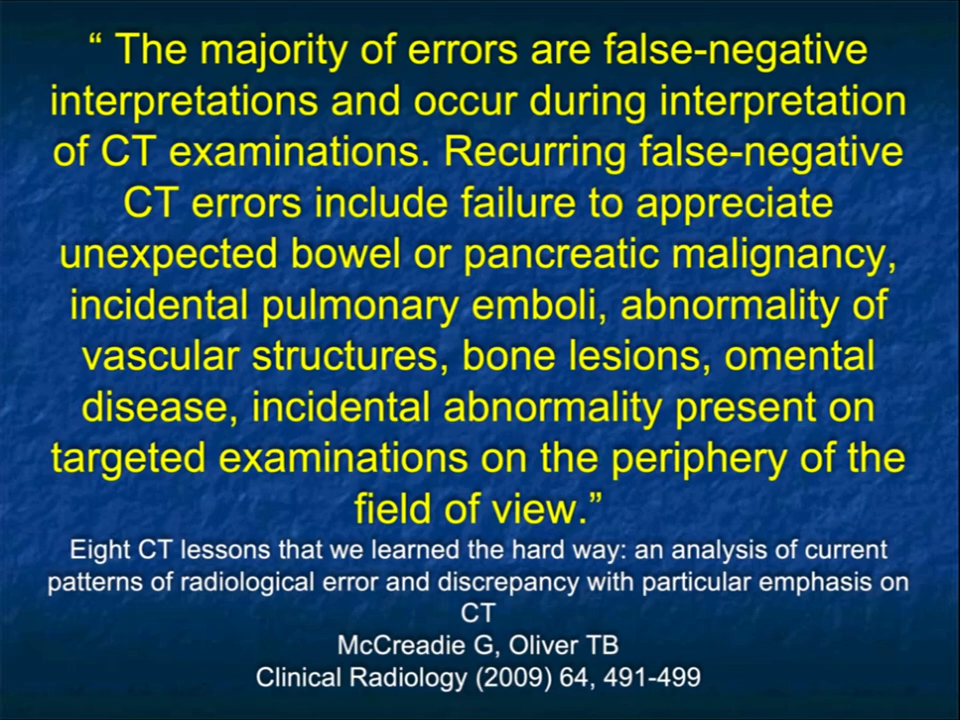 “ The majority of errors are false-negative
interpretations and occur during interpretation
of CT examinations. Recurring false-negative
CT errors include failure to appreciate
unexpected bowel or pancreatic malignancy,
incidental pulmonary emboli, abnormality of
vascular structures, bone lesions, omental
disease, incidental abnormality present on
targeted examinations on the periphery of the
field of view.”
Eight CT lessons that we learned the hard way: an analysis of current
patterns of radiological error and discrepancy with particular emphasis on
CT
McCreadie G, Oliver TB
Clinical Radiology (2009) 64, 491-499